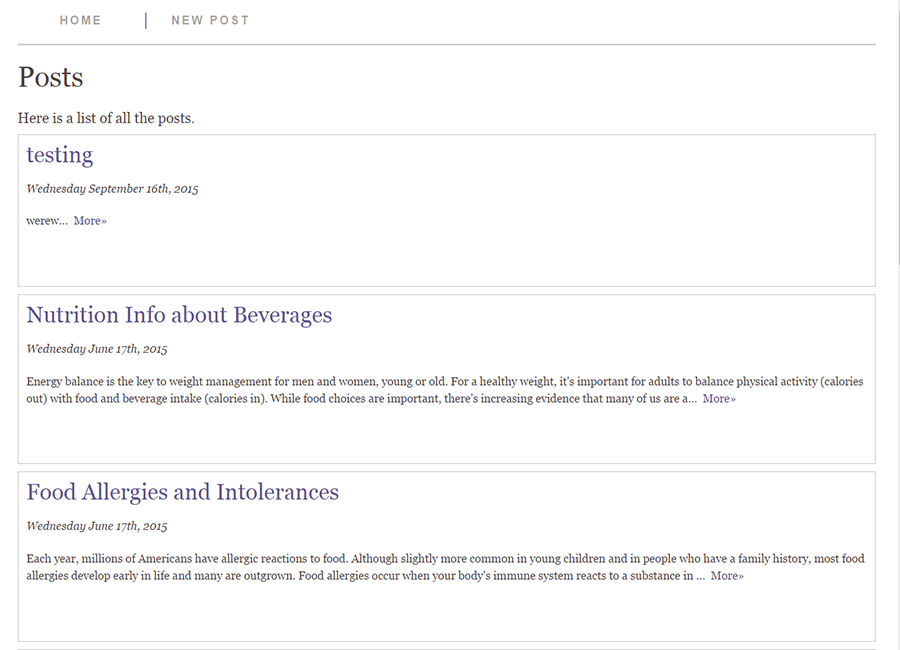 HOME | NEW POST
Posts
Here is a list of all the posts.
testing
Wednesday September 16th, 2015
werew... More»
Nutrition Info about Beverages
Wednesday June 17th, 2015
Energy balance is the key to weight management for men and women, young or old. For a healthy weight, it's important for adults to balance physical activity (calories
out) with food and beverage intake (calories in). While food choices are important, there's increasing evidence that many of us are a... More»
Food Allergies and Intolerances
Wednesday June 17th, 2015
Each year, millions of Americans have allergic reactions to food. Although slightly more common in young children and in people who have a family history, most food
allergies develop early in life and many are outgrown. Food allergies occur when your body's immune system reacts to a substance in ... More»